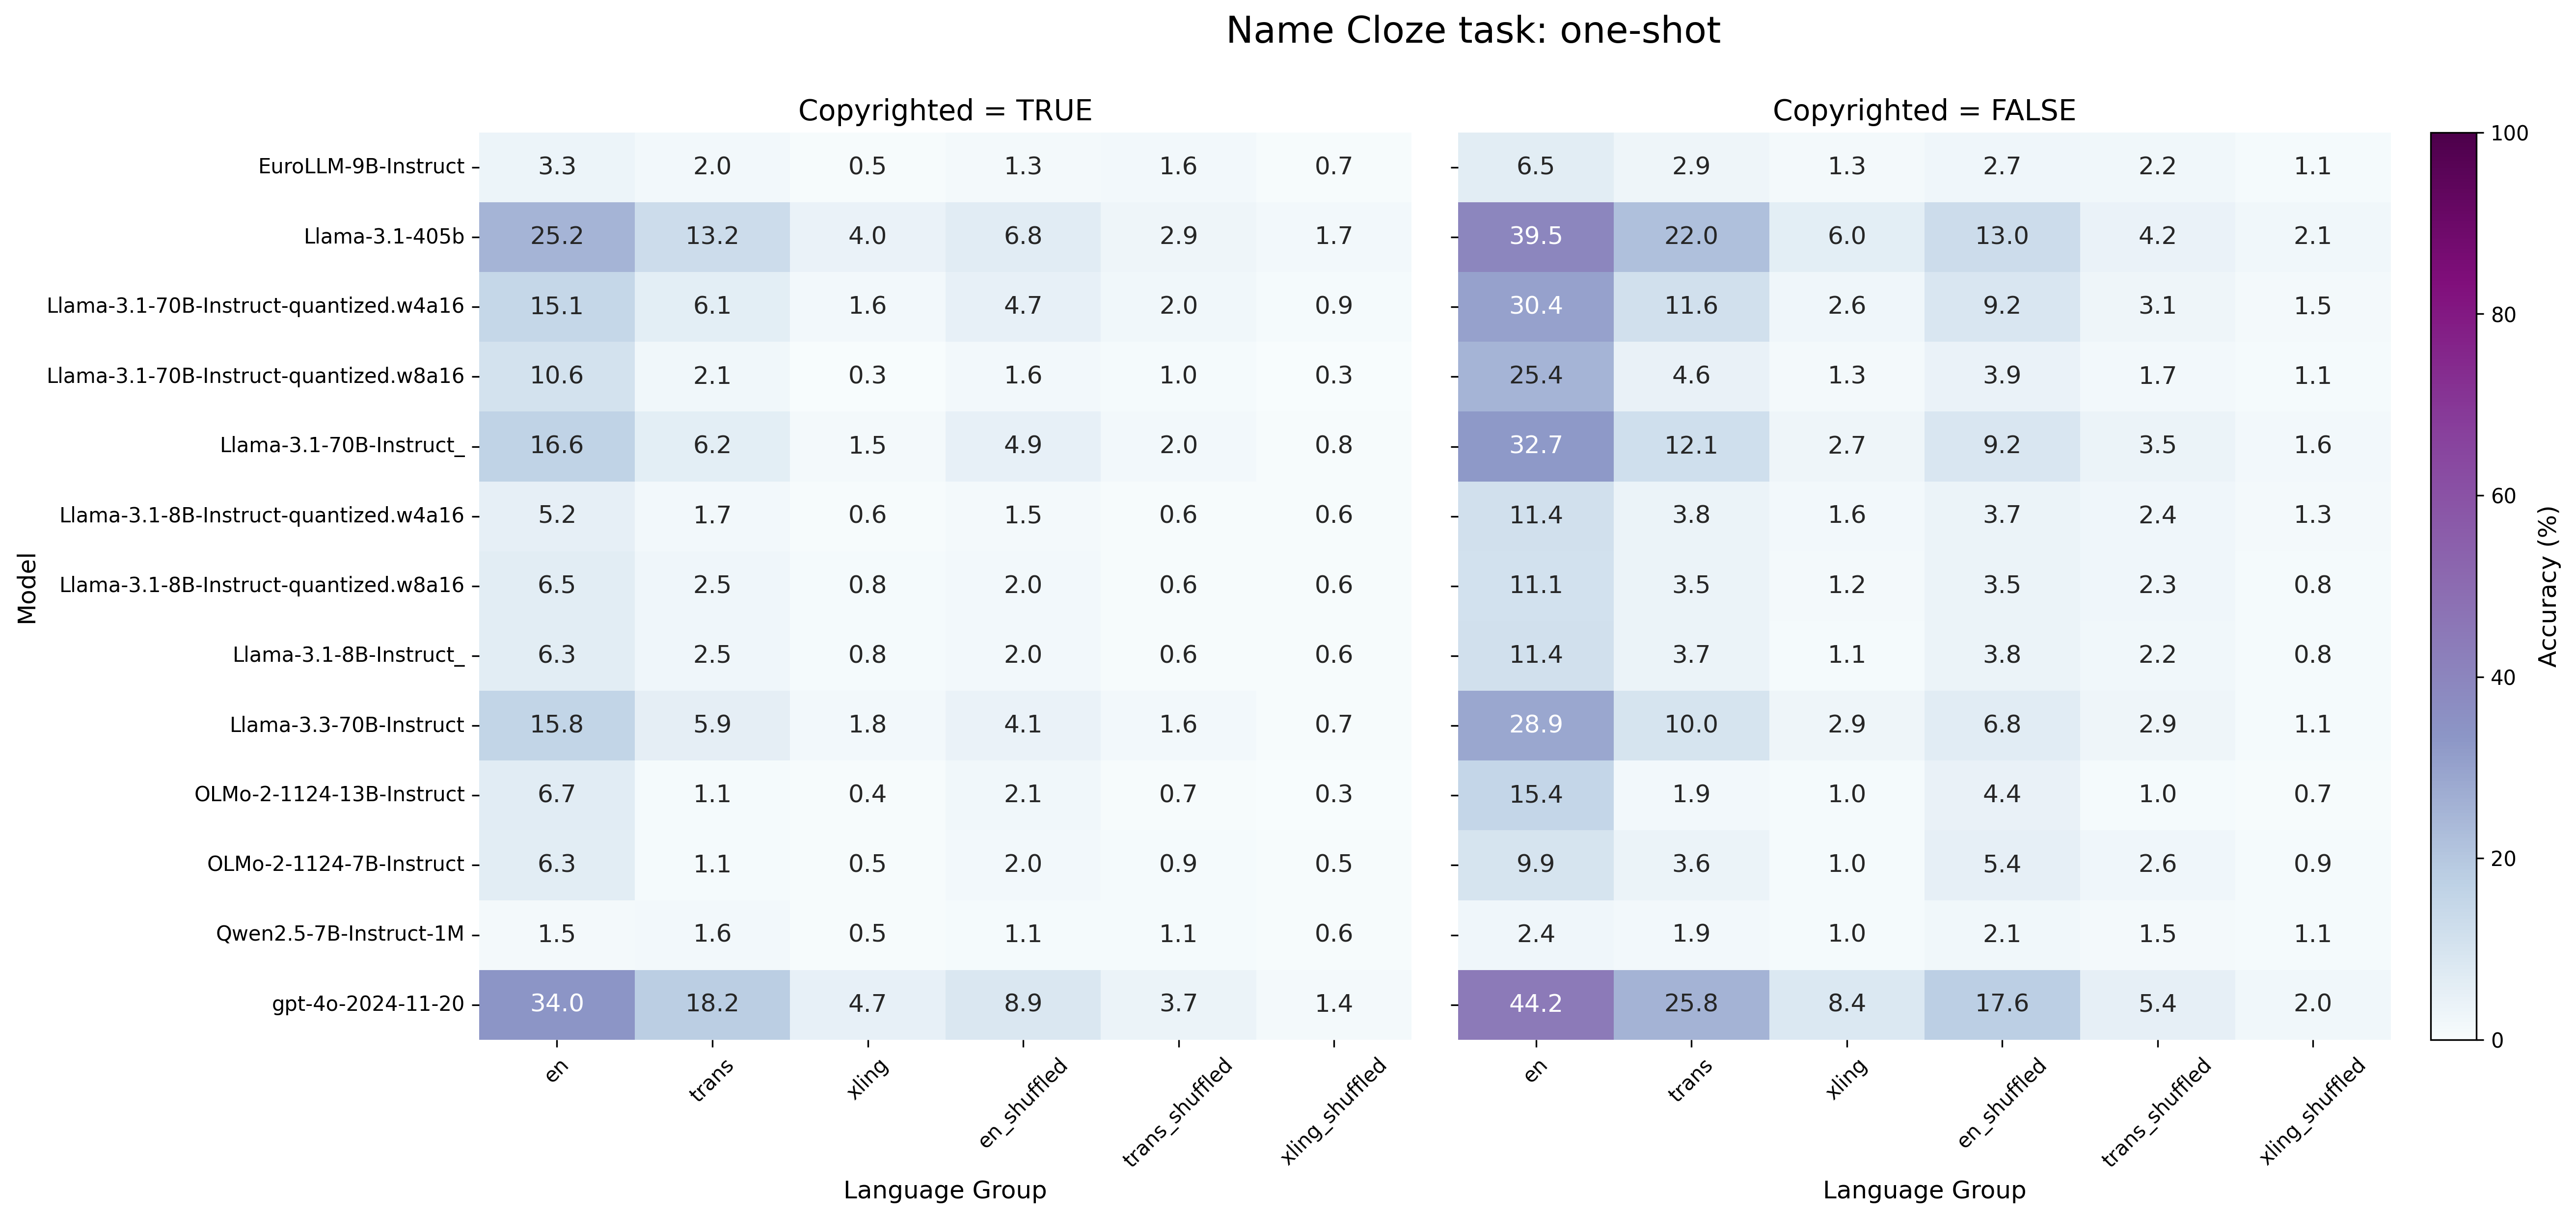 Name Cloze task: one-shot
Copyrighted = TRUE
Copyrighted = FALSE
Model
EuroLLM-9B-Instruct 3.3 2.0 0.5 1.3 1.6 0.7 6.5 2.9 1.3 2.7 2.2 1.1
Llama-3.1-405b 25.2 13.2 4.0 6.8 2.9 1.7 39.5 22.0 6.0 13.0 4.2 2.1
Llama-3.1-70B-Instruct-quantized.w4a16 15.1 6.1 1.6 4.7 2.0 0.9 30.4 11.6 2.6 9.2 3.1 1.5
Llama-3.1-70B-Instruct-quantized.w8a16 10.6 2.1 0.3 1.6 1.0 0.3 25.4 4.6 1.3 3.9 1.7 1.1
Llama-3.1-70B-Instruct_ 16.6 6.2 1.5 4.9 2.0 0.8 32.7 12.1 2.7 9.2 3.5 1.6
Llama-3.1-8B-Instruct-quantized.w4a16 5.2 1.7 0.6 1.5 0.6 0.6 11.4 3.8 1.6 3.7 2.4 1.3
Llama-3.1-8B-Instruct-quantized.w8a16 6.5 2.5 0.8 2.0 0.6 0.6 11.1 3.5 1.2 3.5 2.3 0.8
Llama-3.1-8B-Instruct_ 6.3 2.5 0.8 2.0 0.6 0.6 11.4 3.7 1.1 3.8 2.2 0.8
Llama-3.3-70B-Instruct 15.8 5.9 1.8 4.1 1.6 0.7 28.9 10.0 2.9 6.8 2.9 1.1
OLMo-2-1124-13B-Instruct 6.7 1.1 0.4 2.1 0.7 0.3 15.4 1.9 1.0 4.4 1.0 0.7
OLMo-2-1124-7B-Instruct 6.3 1.1 0.5 2.0 0.9 0.5 9.9 3.6 1.0 5.4 2.6 0.9
Qwen2.5-7B-Instruct-1M 1.5 1.6 0.5 1.1 1.1 0.6 2.4 1.9 1.0 2.1 1.5 1.1
gpt-4o-2024-11-20 34.0 18.2 4.7 8.9 3.7 1.4 44.2 25.8 8.4 17.6 5.4 2.0
en trans xling en_shuffled trans_shuffled xling_shuffled en trans xling en_shuffled trans_shuffled xling_shuffled
Language Group
Language Group
100
80
60
40
20
0
Accuracy (%)